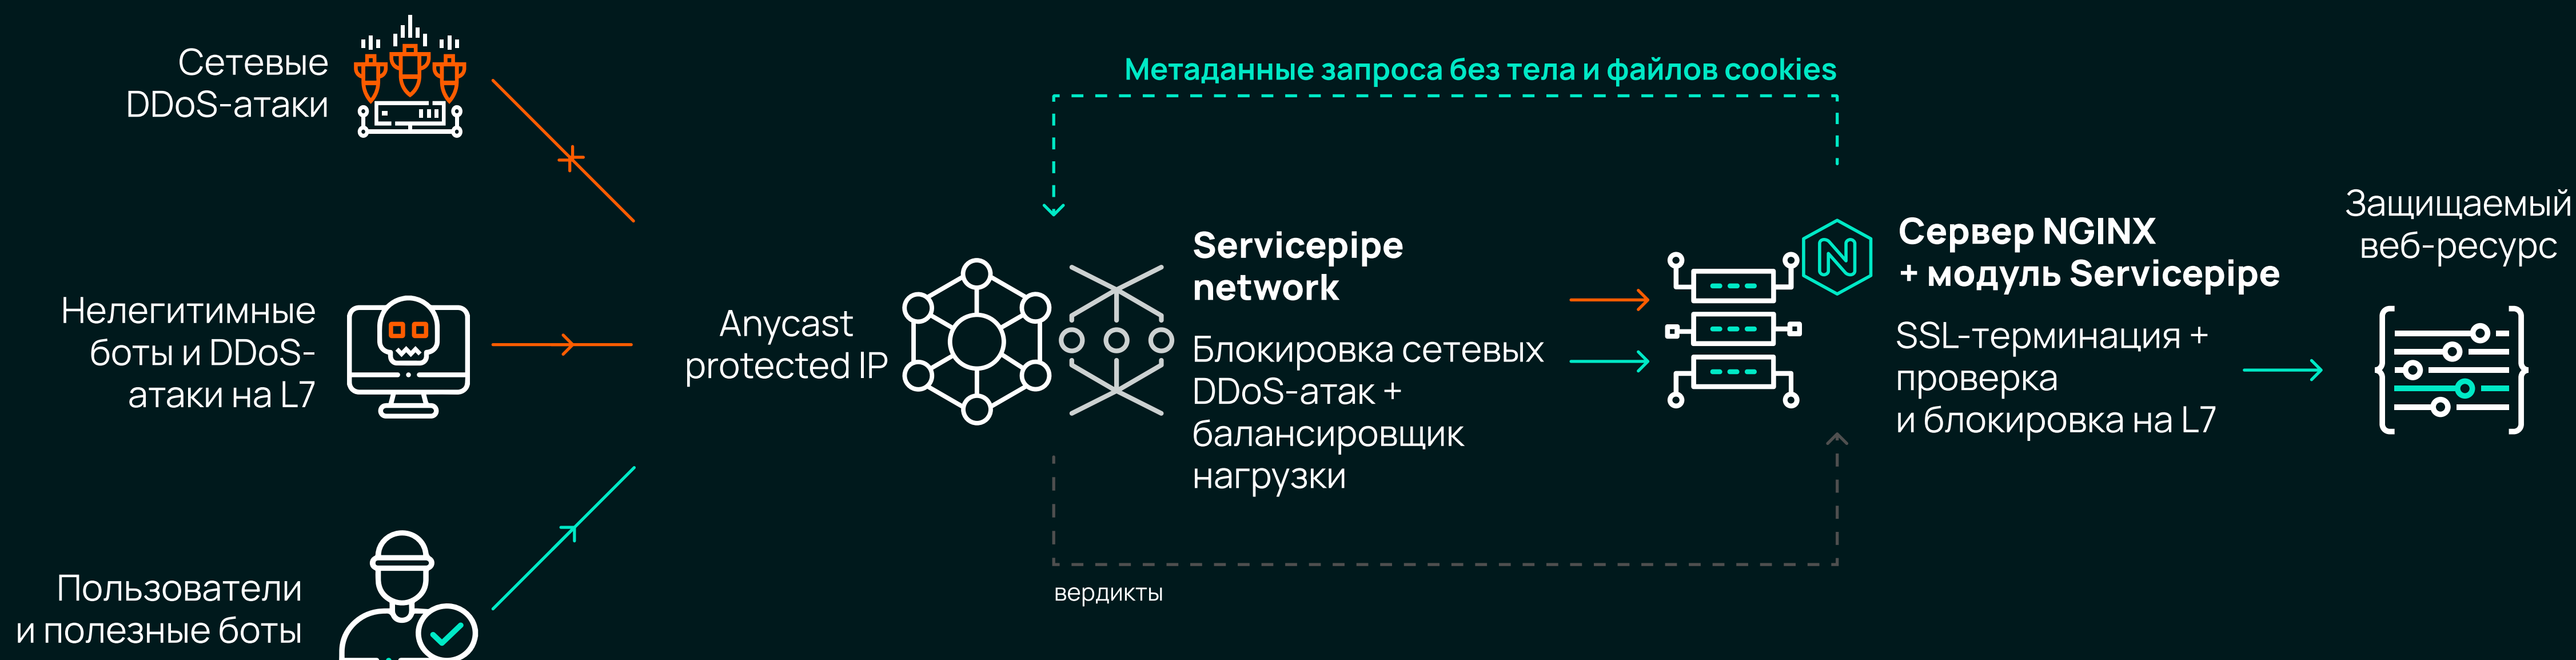 Сетевые
DDoS-атаки
Нелегитимные
боты и DDoS-
атаки на L7
Пользователи
и полезные боты
Anycast
protected IP
Метаданные запроса без тела и файлов cookies
Servicepipe
network
Блокировка сетевых
DDoS-атак +
балансировщик
нагрузки
вердикты
N
Сервер NGINX
+ модуль Servicepipe
SSL-терминация +
проверка
и блокировка на L7
Защищаемый
веб-ресурс